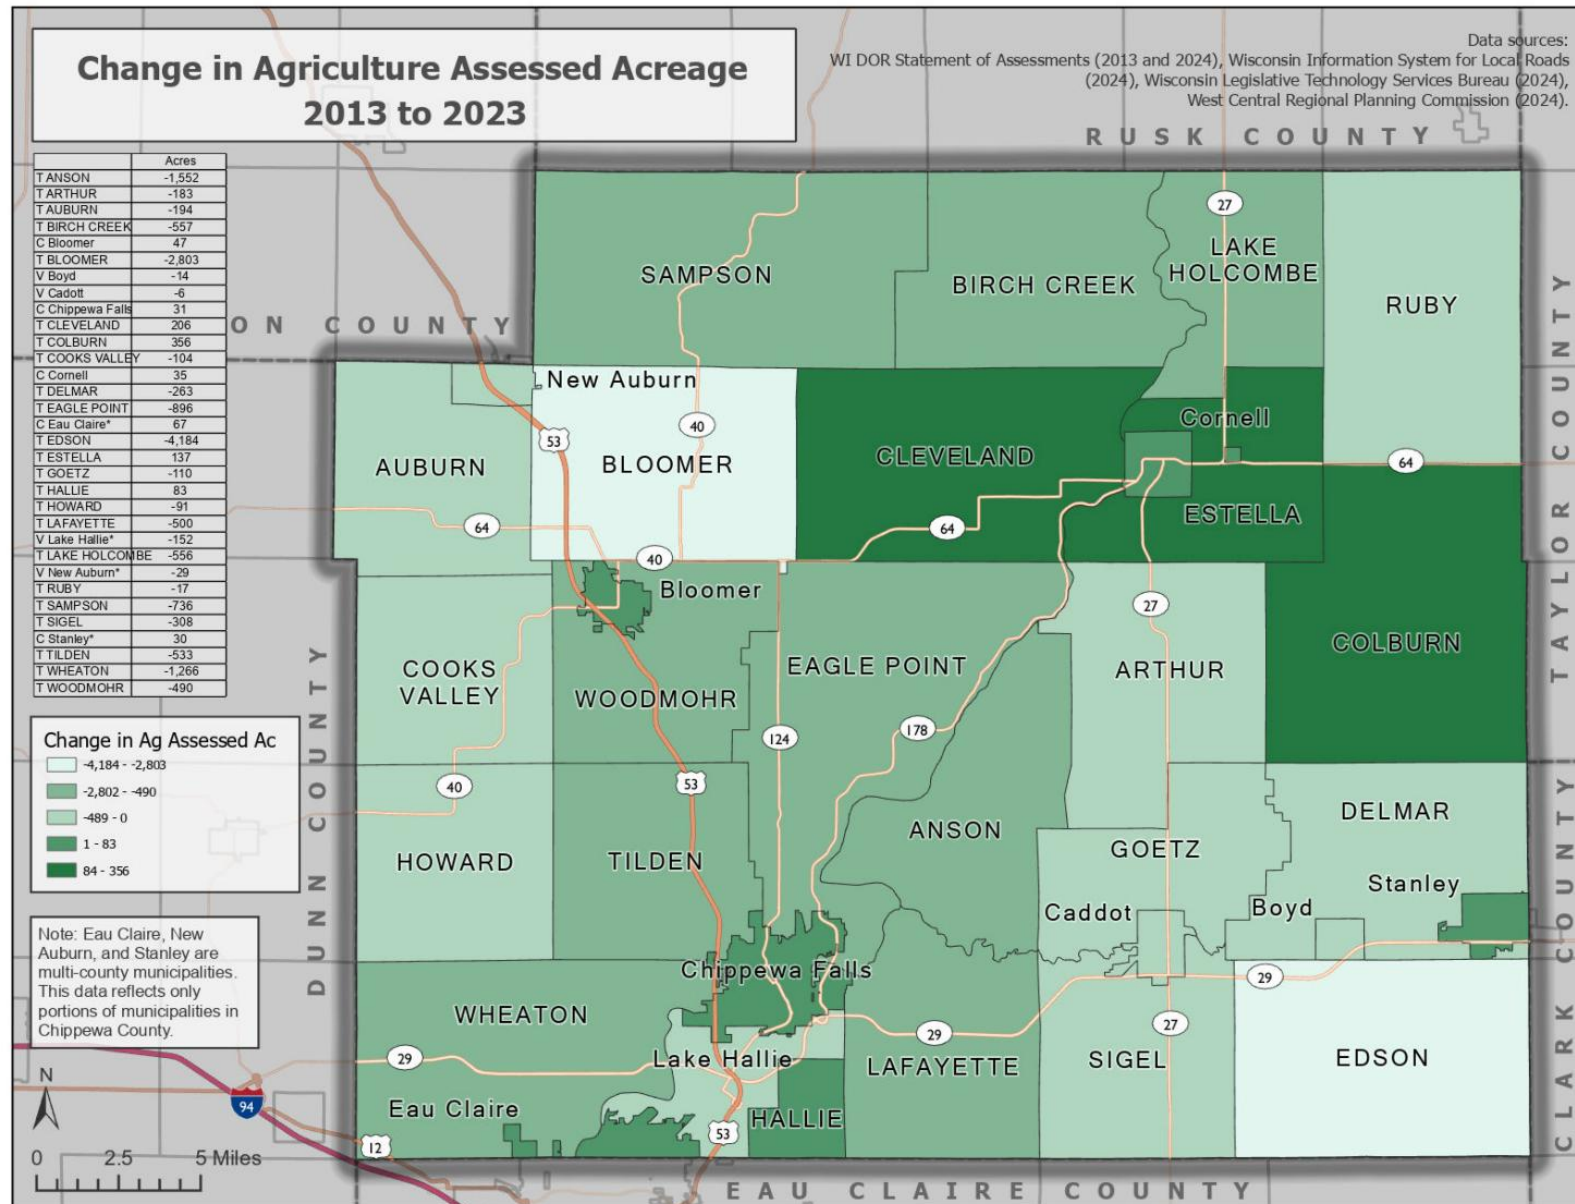 Change in Agriculture Assessed Acreage
2013 to 2023
Data sources:
WI DOR Statement of Assessments (2013 and 2024), Wisconsin Information System for Local Roads
(2024), Wisconsin Legislative Technology Services Bureau (2024),
West Central Regional Planning Commission (2024).
RUSK COUNTY
Acres
T ANSON -1,552
T ARTHUR -183
T AUBURN -194
T BIRCH CREEK -557
C Bloomer 47
T BLOOMER -2,803
V Boyd -14
V Cadott -6
C Chippewa Falls 31
T CLEVELAND 206
T COLBURN 356
T COOKS VALLEY -104
C Cornell 35
T DELMAR -263
T EAGLE POINT -896
C Eau Claire* 67
T EDSON -4,184
T ESTELLA 137
T GOETZ -110
T HALLIE 83
T HOWARD -91
T LAFAYETTE -500
V Lake Hallie* -152
T LAKE HOLCOMBE -556
V New Auburn* -29
T RUBY -17
T SAMPSON -736
T SIGEL -308
C Stanley* 30
T TILDEN -533
T WHEATON -1,266
T WOODMOHR -490
ON COUNTY
27
LAKE
HOLCOMBE
SAMPSON
BIRCH CREEK
RUBY
New Auburn
40
53
Cornell
CLEVELAND
AUBURN
BLOOMER
64
64
64
ESTELLA
40
Bloomer
27
COLBURN
COOKS
VALLEY
EAGLE POINT
ARTHUR
WOODMOHR
178
124
TAYLOR COUNTY
DUNN COUNTY
Change in Ag Assessed Ac
-4,184 - -2,803
-2,802 - -490
-489 - 0
1 - 83
84 - 356
40
53
DELMAR
ANSON
GOETZ
HOWARD
TILDEN
Stanley
Caddot
Boyd
Note: Eau Claire, New
Auburn, and Stanley are
multi-county municipalities.
This data reflects only
portions of municipalities in
Chippewa County.
Chippewa Falls
29
WHEATON
27
29
29
Lake Hallie
LAFAYETTE
SIGEL
EDSON
CLARK COUNTY
N
94
Eau Claire
HALLIE
53
12
0 2.5 5 Miles
EAU CLAIRE COUNTY